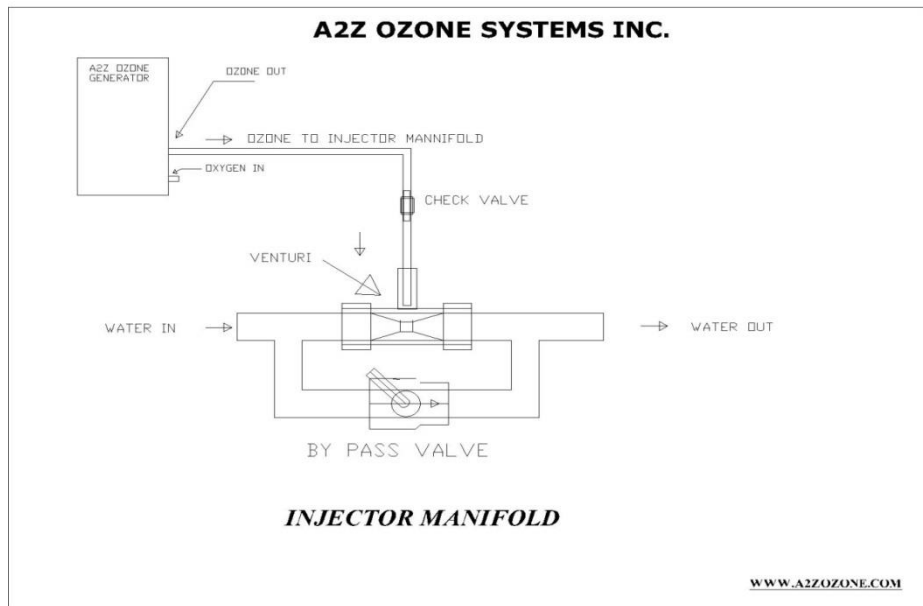 A2Z OZONE SYSTEMS INC.
A2Z OZONE
GENERATOR
OZONE OUT
OZONE TO INJECTOR MANNIFOLD
OXYGEN IN
CHECK VALVE
VENTURI
WATER IN
WATER OUT
BY PASS VALVE
INJECTOR MANIFOLD
WWW.A2ZOZONE.COM